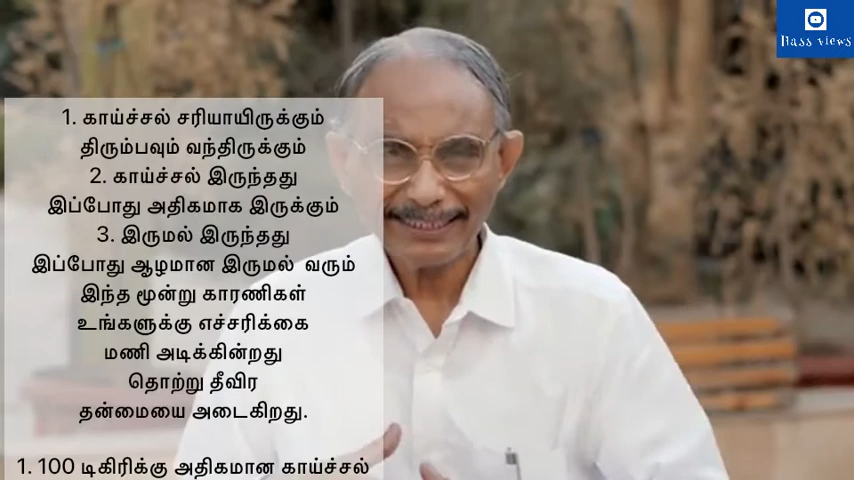 Nass views
1. காய்ச்சல் சரியாயிருக்கும்
திரும்பவும் வந்திருக்கும்
2. காய்ச்சல் இருந்தது
இப்போது அதிகமாக இருக்கும்
3. இருமல் இருந்தது
இப்போது ஆழமான இருமல் வரும்
இந்த மூன்று காரணிகள்
உங்களுக்கு எச்சரிக்கை
மணி அடிக்கின்றது
தொற்று தீவிர
தன்மையை அடைகிறது.
1. 100 டிகிரிக்கு அதிகமான காய்ச்சல்